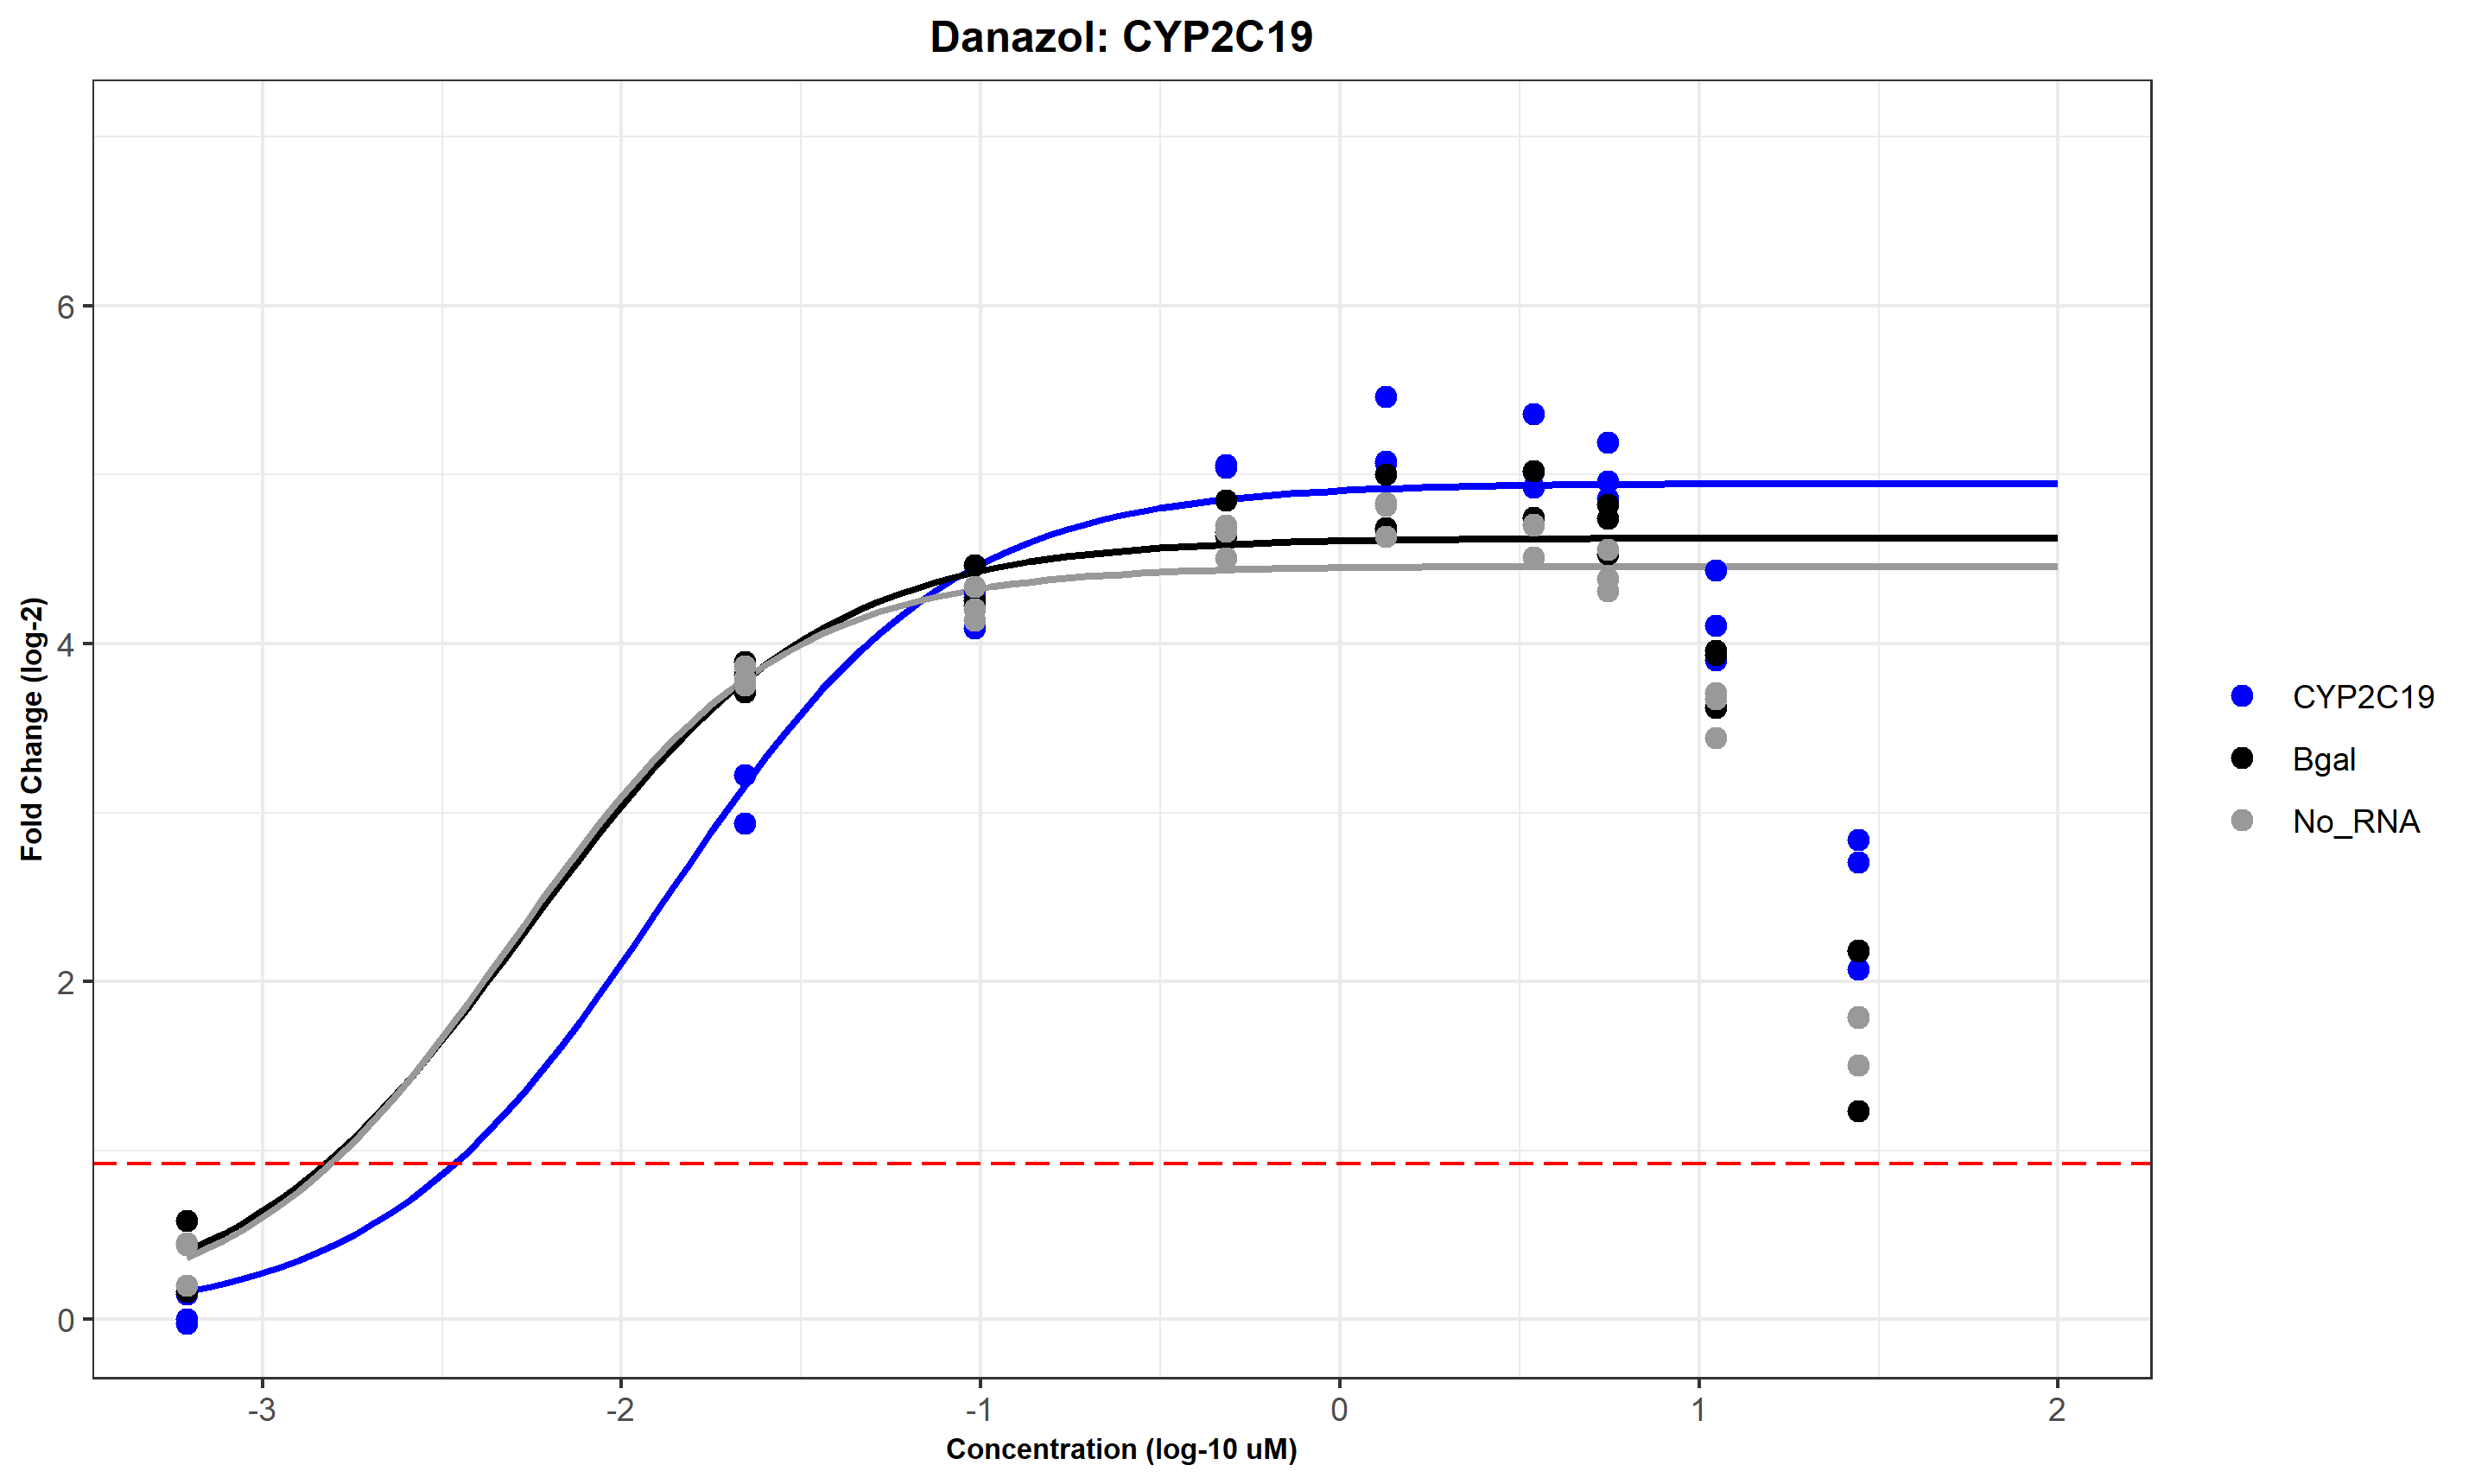 Danazol: CYP2C19
Fold Change (log-2)
6
4
2
0
-3 -2 -1 0 1 2
Concentration (log-10 uM)
CYP2C19
Bgal
No_RNA